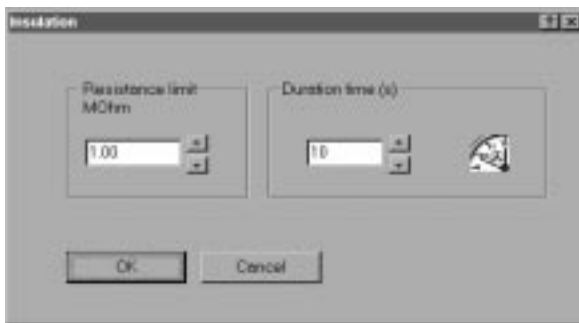 Insulation
Resistance limit
MOhm
Duration time (s)
1.00
10
OK
Cancel